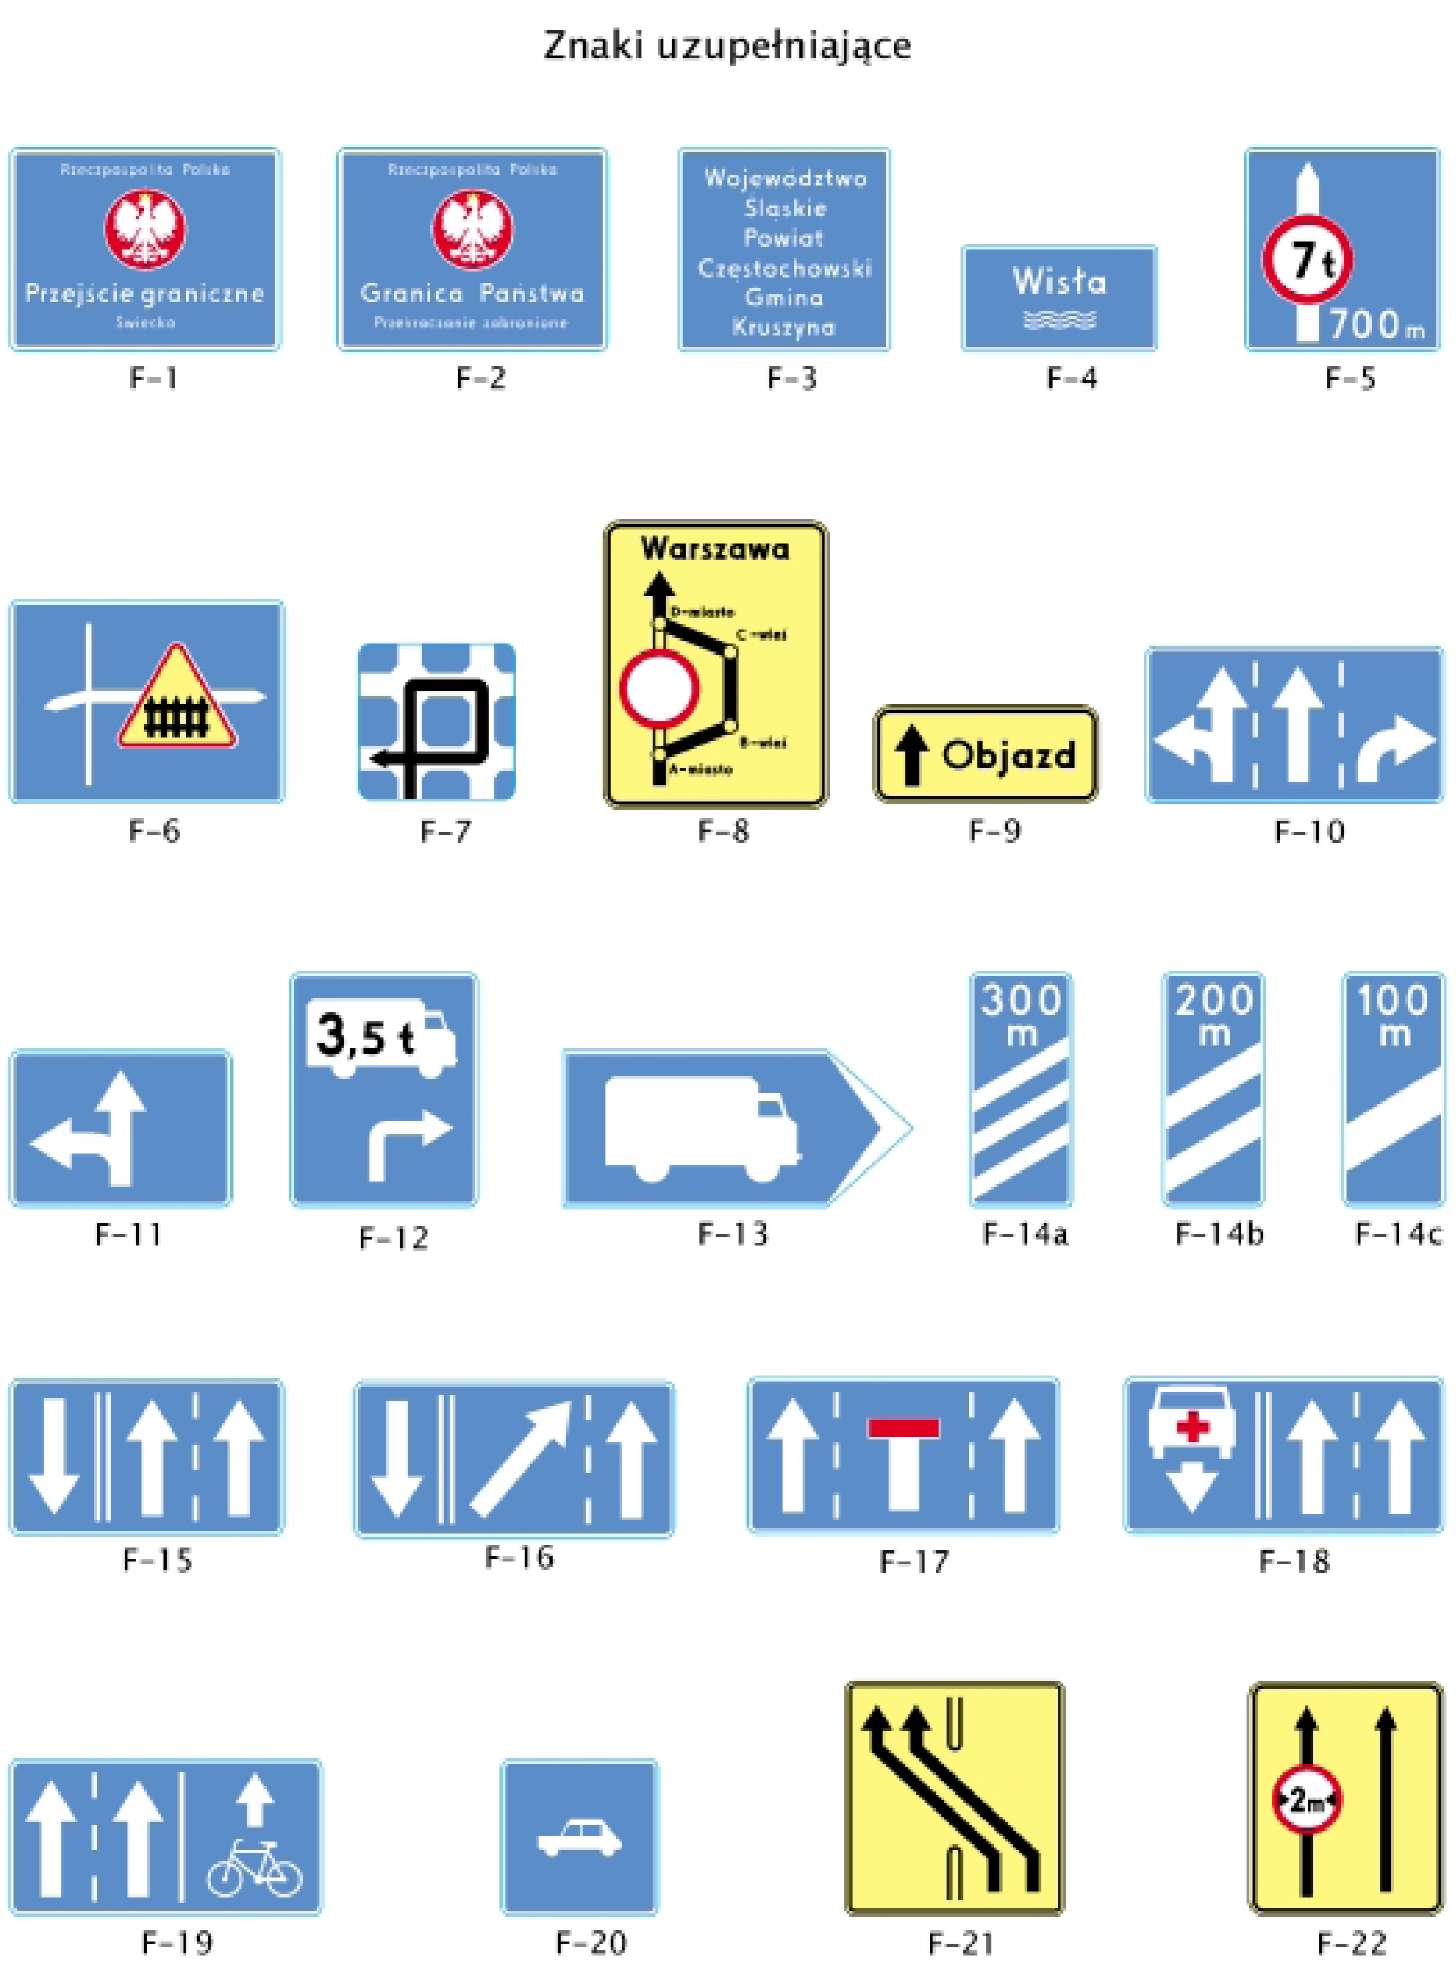 Znaki uzupełniające
Rzeczpospolita Polska
Przejście graniczne
Świecko
F-1
Rzeczpospolita Polska
Granica Państwa
Przekraczanie zabronione
F-2
Województwo
Śląskie
Powiat
Częstochowski
Gmina
Kruszyna
F-3
Wisła
F-4
7 t
700 m
F-5
F-6
F-7
Warszawa
D-miasto
C-wieś
B-wieś
A-miasto
F-8
Objazd
F-9
F-10
F-11
3,5 t
F-12
F-13
300
m
F-14a
200
m
F-14b
100
m
F-14c
F-15
F-16
F-17
F-18
F-19
F-20
F-21
2m
F-22